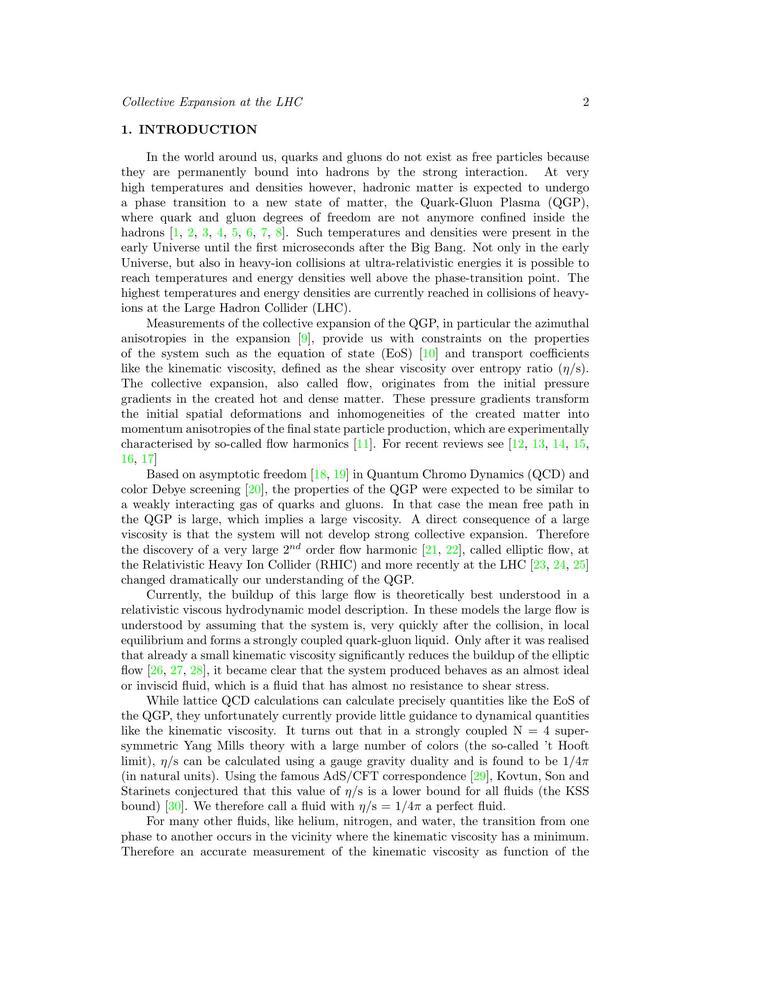 Collective Expansion at the LHC 2
1. INTRODUCTION
In the world around us, quarks and gluons do not exist as free particles because
they are permanently bound into hadrons by the strong interaction. At very
high temperatures and densities however, hadronic matter is expected to undergo
a phase transition to a new state of matter, the Quark-Gluon Plasma (QGP),
where quark and gluon degrees of freedom are not anymore confined inside the
hadrons [1, 2, 3, 4, 5, 6, 7, 8]. Such temperatures and densities were present in the
early Universe until the first microseconds after the Big Bang. Not only in the early
Universe, but also in heavy-ion collisions at ultra-relativistic energies it is possible to
reach temperatures and energy densities well above the phase-transition point. The
highest temperatures and energy densities are currently reached in collisions of heavy-
ions at the Large Hadron Collider (LHC).
Measurements of the collective expansion of the QGP, in particular the azimuthal
anisotropies in the expansion [9], provide us with constraints on the properties
of the system such as the equation of state (EoS) [10] and transport coefficients
like the kinematic viscosity, defined as the shear viscosity over entropy ratio (η/s).
The collective expansion, also called flow, originates from the initial pressure
gradients in the created hot and dense matter. These pressure gradients transform
the initial spatial deformations and inhomogeneities of the created matter into
momentum anisotropies of the final state particle production, which are experimentally
characterised by so-called flow harmonics [11]. For recent reviews see [12, 13, 14, 15,
16, 17]
Based on asymptotic freedom [18, 19] in Quantum Chromo Dynamics (QCD) and
color Debye screening [20], the properties of the QGP were expected to be similar to
a weakly interacting gas of quarks and gluons. In that case the mean free path in
the QGP is large, which implies a large viscosity. A direct consequence of a large
viscosity is that the system will not develop strong collective expansion. Therefore
the discovery of a very large 2nd order flow harmonic [21, 22], called elliptic flow, at
the Relativistic Heavy Ion Collider (RHIC) and more recently at the LHC [23, 24, 25]
changed dramatically our understanding of the QGP.
Currently, the buildup of this large flow is theoretically best understood in a
relativistic viscous hydrodynamic model description. In these models the large flow is
understood by assuming that the system is, very quickly after the collision, in local
equilibrium and forms a strongly coupled quark-gluon liquid. Only after it was realised
that already a small kinematic viscosity significantly reduces the buildup of the elliptic
flow [26, 27, 28], it became clear that the system produced behaves as an almost ideal
or inviscid fluid, which is a fluid that has almost no resistance to shear stress.
While lattice QCD calculations can calculate precisely quantities like the EoS of
the QGP, they unfortunately currently provide little guidance to dynamical quantities
like the kinematic viscosity. It turns out that in a strongly coupled N = 4 super-
symmetric Yang Mills theory with a large number of colors (the so-called 't Hooft
limit), η/s can be calculated using a gauge gravity duality and is found to be 1/4π
(in natural units). Using the famous AdS/CFT correspondence [29], Kovtun, Son and
Starinets conjectured that this value of η/s is a lower bound for all fluids (the KSS
bound) [30]. We therefore call a fluid with η/s = 1/4π a perfect fluid.
For many other fluids, like helium, nitrogen, and water, the transition from one
phase to another occurs in the vicinity where the kinematic viscosity has a minimum.
Therefore an accurate measurement of the kinematic viscosity as function of the